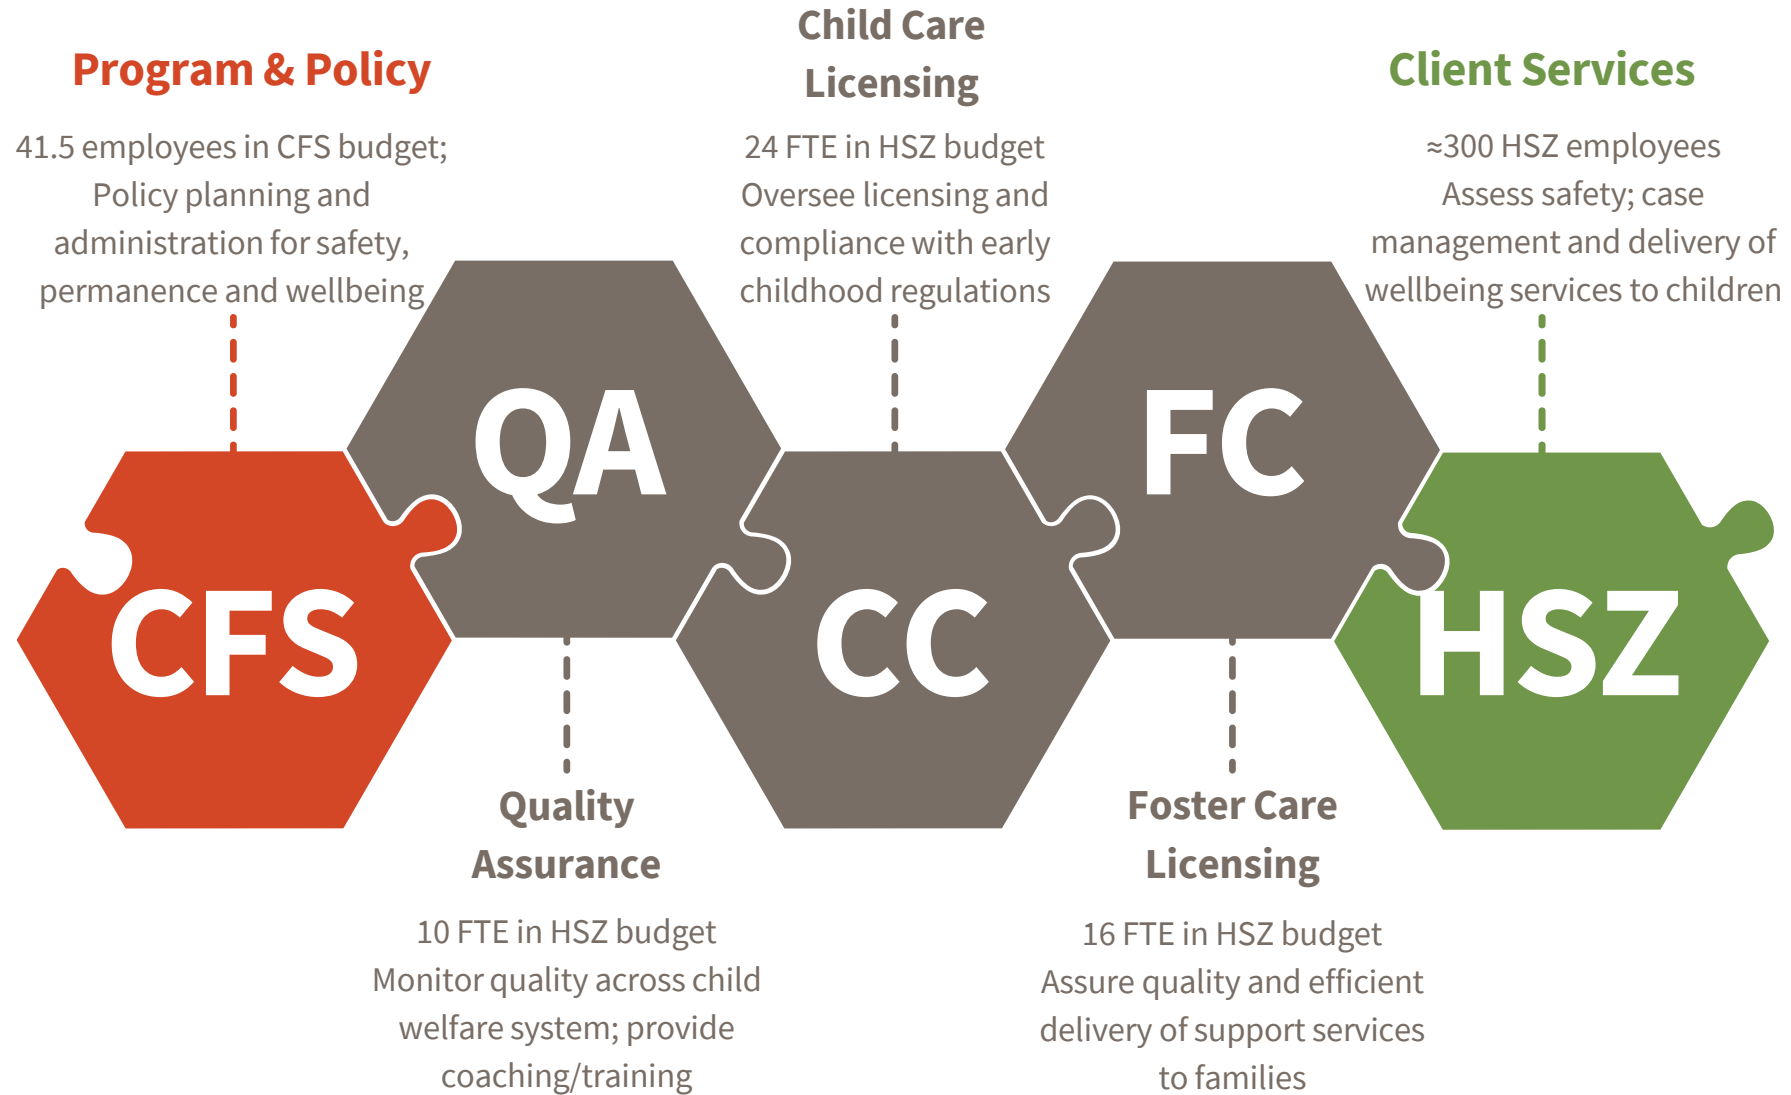 Program & Policy
41.5 employees in CFS budget;
Policy planning and
administration for safety,
permanence and wellbeing
CFS
QA
Quality
Assurance
10 FTE in HSZ budget
Monitor quality across child
welfare system; provide
coaching/training
Child Care
Licensing
24 FTE in HSZ budget
Oversee licensing and
compliance with early
childhood regulations
CC
FC
Foster Care
Licensing
16 FTE in HSZ budget
Assure quality and efficient
delivery of support services
to families
Client Services
≈300 HSZ employees
Assess safety; case
management and delivery of
wellbeing services to children
HSZ